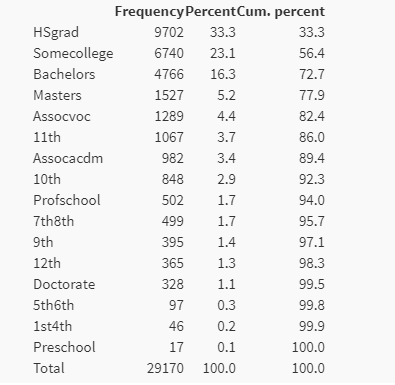 Frequency Percent Cum. percent
HSgrad 9702 33.3 33.3
Somecollege 6740 23.1 56.4
Bachelors 4766 16.3 72.7
Masters 1527 5.2 77.9
Assocvoc 1289 4.4 82.4
11th 1067 3.7 86.0
Assocacdm 982 3.4 89.4
10th 848 2.9 92.3
Profschool 502 1.7 94.0
7th8th 499 1.7 95.7
9th 395 1.4 97.1
12th 365 1.3 98.3
Doctorate 328 1.1 99.5
5th6th 97 0.3 99.8
1st4th 46 0.2 99.9
Preschool 17 0.1 100.0
Total 29170 100.0 100.0